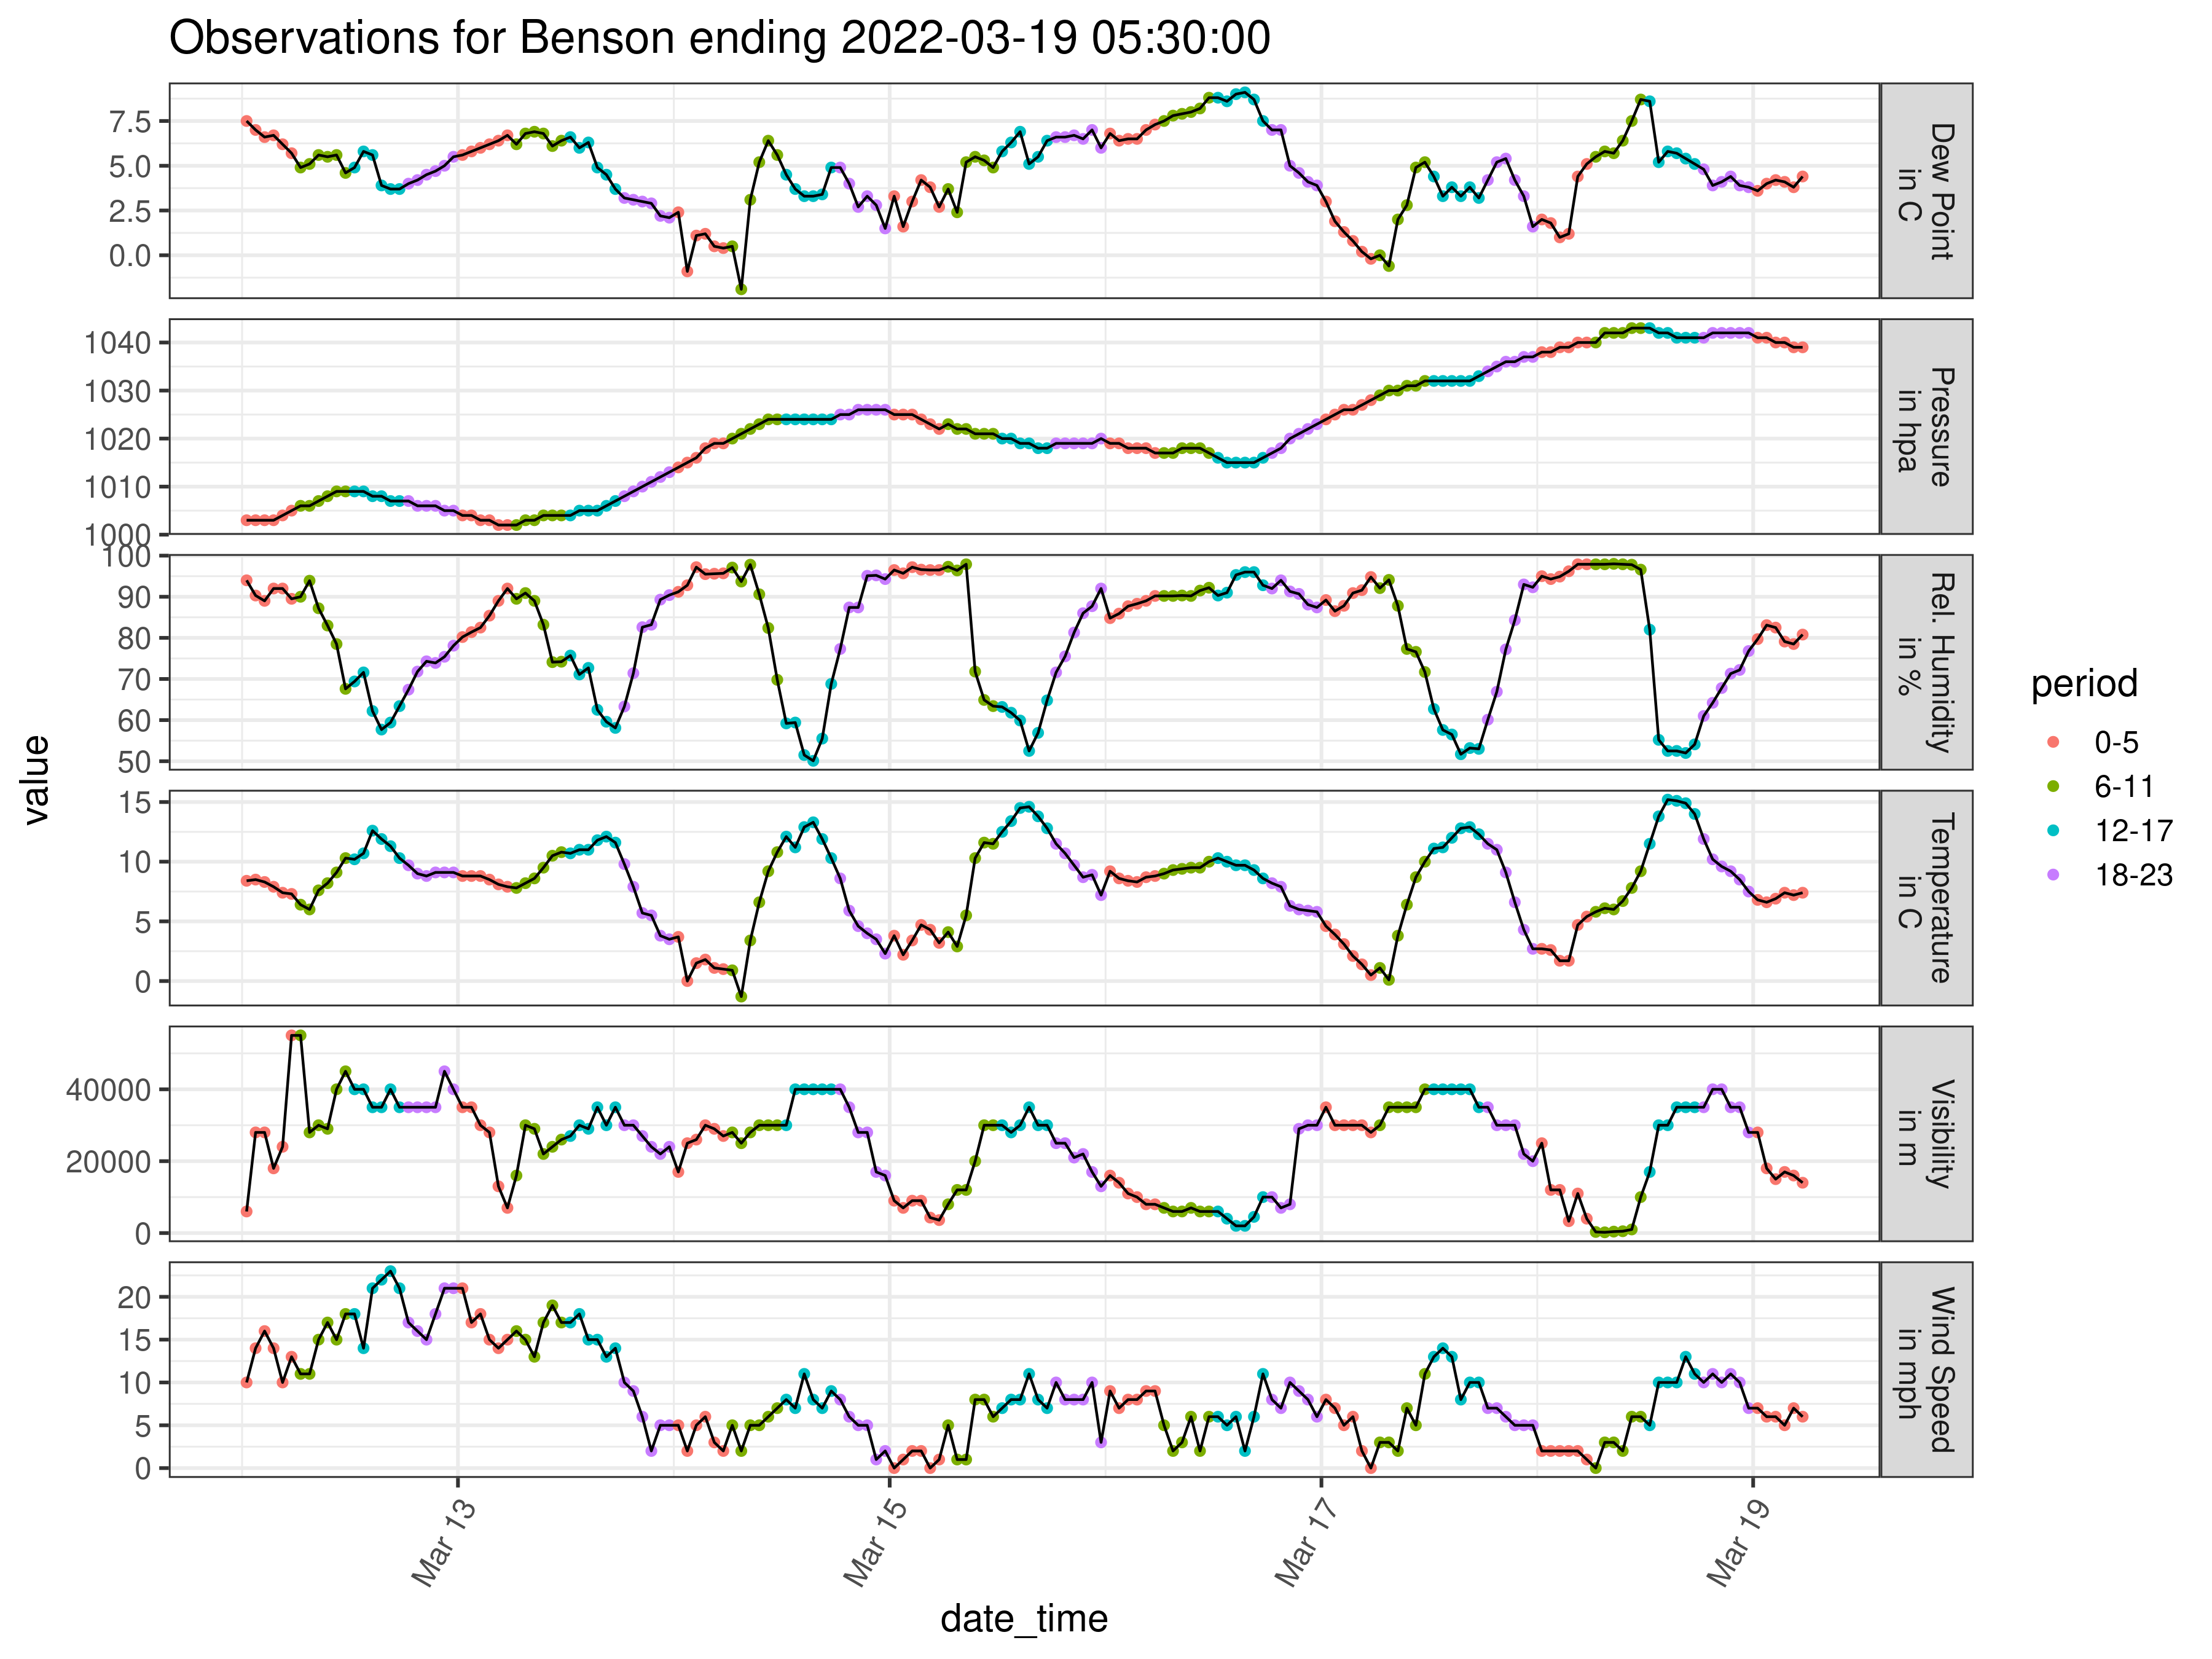 Observations for Benson ending 2022-03-19 05:30:00
7.5
5.0
2.5
0.0
Dew Point
in C
1040
1030
1020
1010
1000
Pressure
in hpa
100
90
80
70
60
50
Rel. Humidity
in %
15
10
5
0
Temperature
in C
40000
20000
0
Visibility
in m
20
15
10
5
0
Wind Speed
in mph
value
Mar 13
Mar 15
Mar 17
Mar 19
date_time
period
0-5
6-11
12-17
18-23